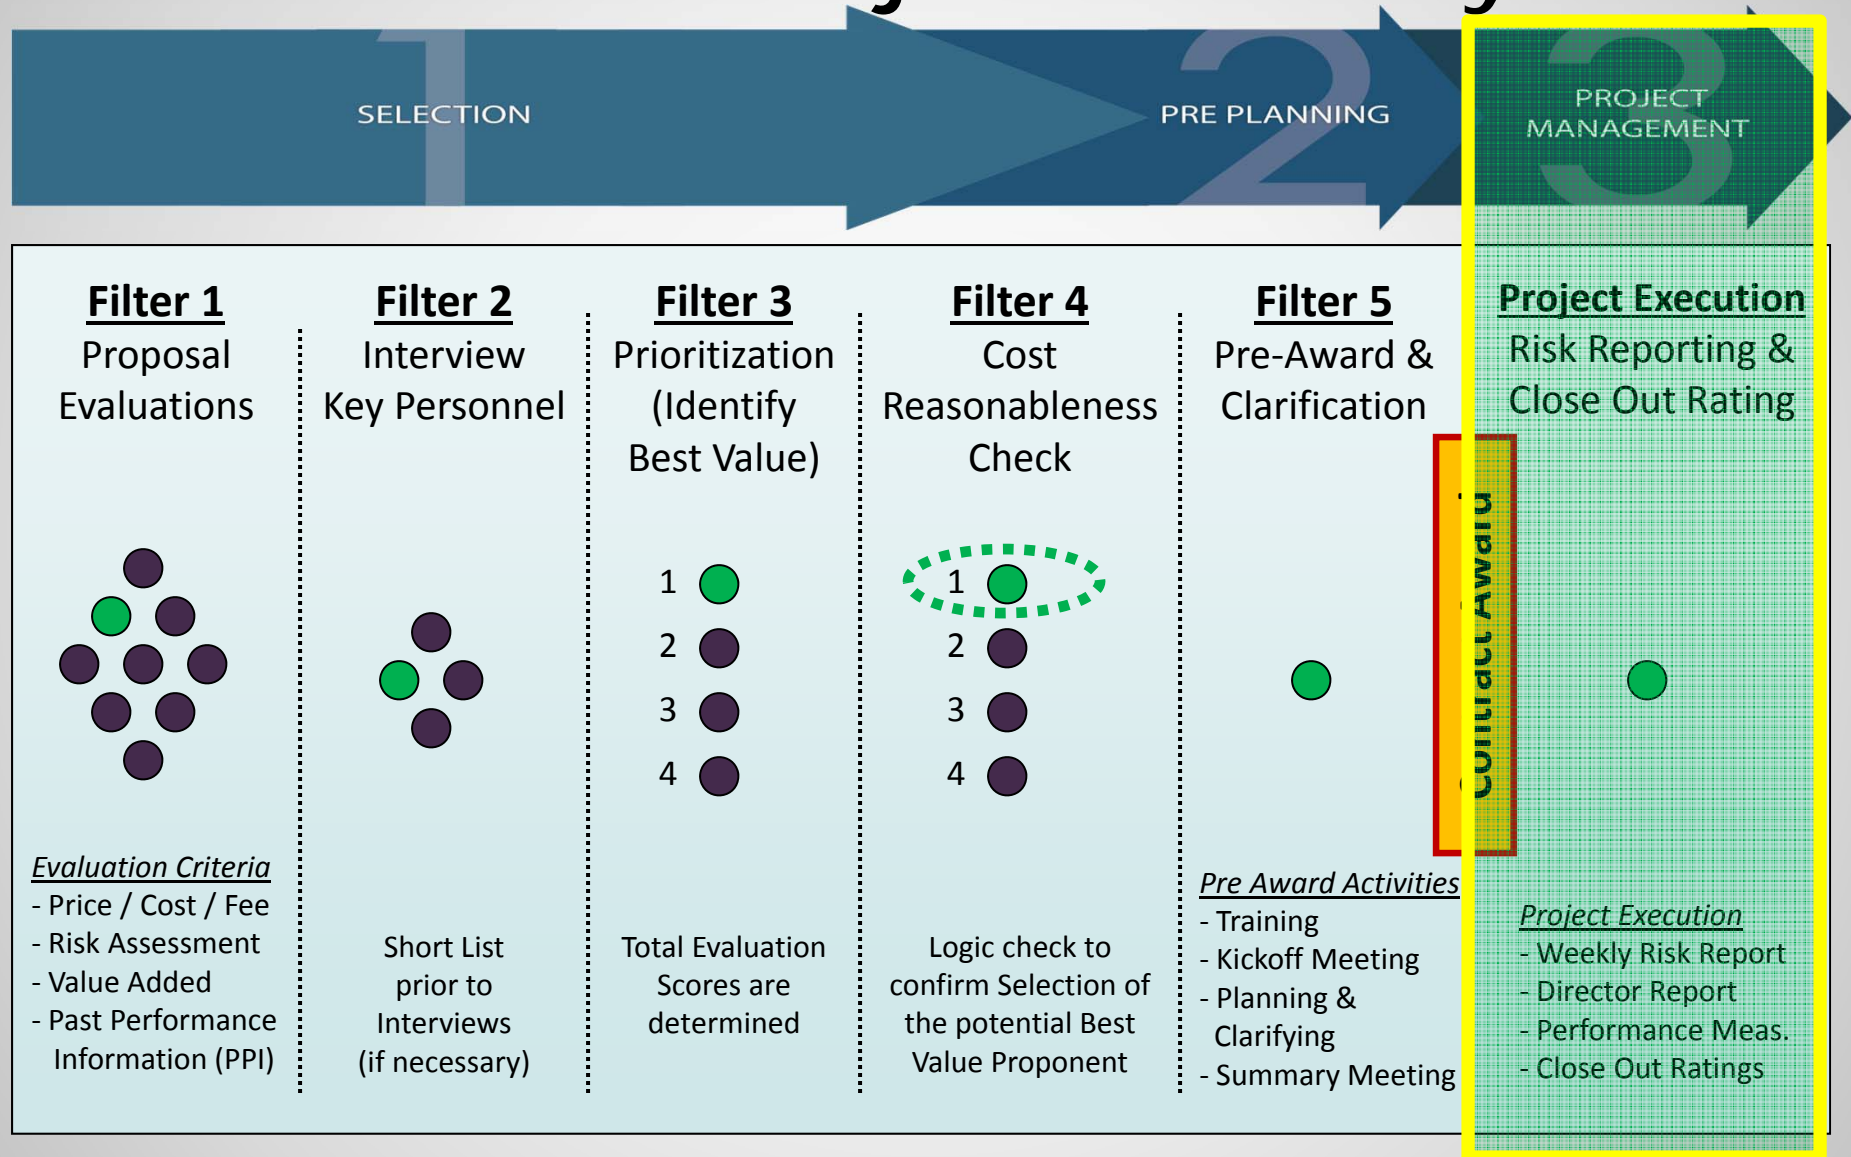 1
SELECTION
2
PRE PLANNING
3
PROJECT
MANAGEMENT
Filter 1
Proposal
Evaluations
Evaluation Criteria
- Price / Cost / Fee
- Risk Assessment
- Value Added
- Past Performance
Information (PPI)
Filter 2
Interview
Key Personnel
Short List
prior to
Interviews
(if necessary)
Filter 3
Prioritization
(Identify
Best Value)
1
2
3
4
Total Evaluation
Scores are
determined
Filter 4
Cost
Reasonableness
Check
1
2
3
4
Logic check to
confirm Selection of
the potential Best
Value Proponent
Filter 5
Pre-Award &
Clarification
Pre Award Activities
- Training
- Kickoff Meeting
- Planning &
Clarifying
- Summary Meeting
Contract Award
Project Execution
Risk Reporting &
Close Out Rating
Project Execution
- Weekly Risk Report
- Director Report
- Performance Meas.
- Close Out Ratings